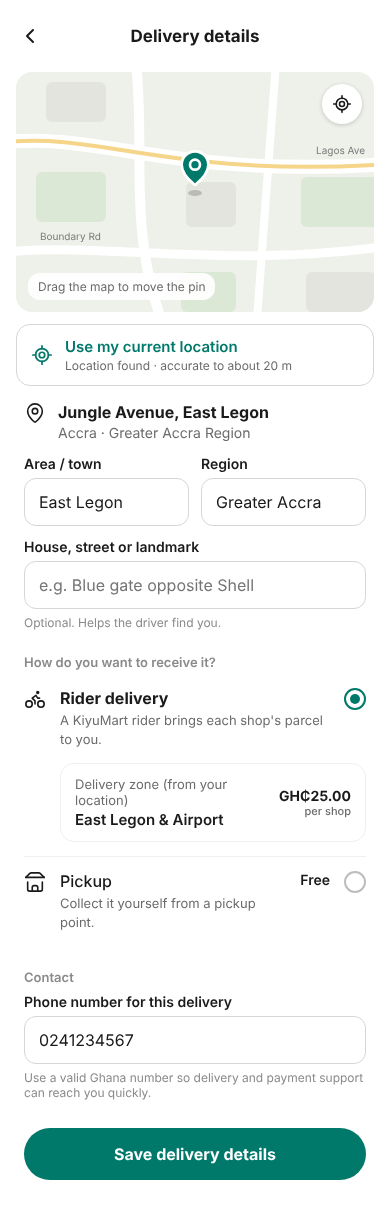 Delivery details
Lagos Ave
Boundary Rd
Drag the map to move the pin
Use my current location
Location found · accurate to about 20 m
Jungle Avenue, East Legon
Accra · Greater Accra Region
Area / town
Region
East Legon
Greater Accra
House, street or landmark
e.g. Blue gate opposite Shell
Optional. Helps the driver find you.
How do you want to receive it?
Rider delivery
A KiyuMart rider brings each shop's parcel
to you.
Delivery zone (from your
location)
East Legon & Airport
GH₵25.00
per shop
Pickup
Free
Collect it yourself from a pickup
point.
Contact
Phone number for this delivery
0241234567
Use a valid Ghana number so delivery and payment support
can reach you quickly.
Save delivery details